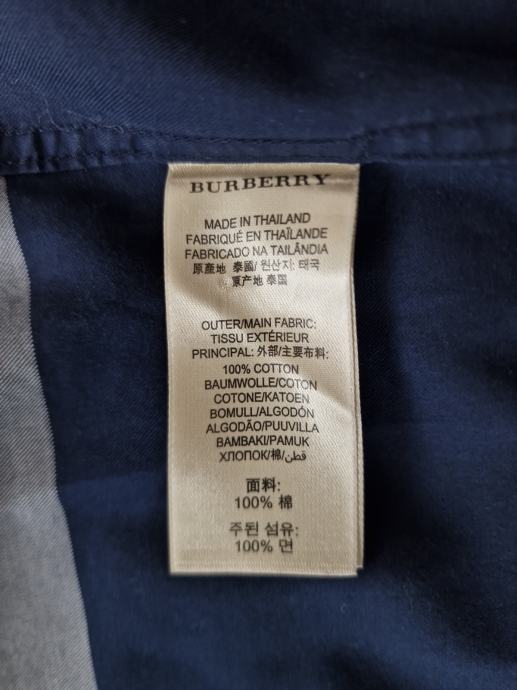 BURBERRY
MADE IN THAILAND
FABRIQUÉ EN THAÏLANDE
FABRICADO NA TAILÂNDIA
原産地 泰國/ 원산지: 태국
原产地 泰国
OUTER/MAIN FABRIC:
TISSU EXTÉRIEUR
PRINCIPAL: 外部/主要布料:
100% COTTON
BAUMWOLLE/COTON
COTONE/KATOEN
BOMULL/ALGODÓN
ALGODÃO/PUUVILLA
BAMBAKI/PAMUK
ХЛОПОК/棉/قطن
面料:
100% 棉
주된 섬유:
100% 면